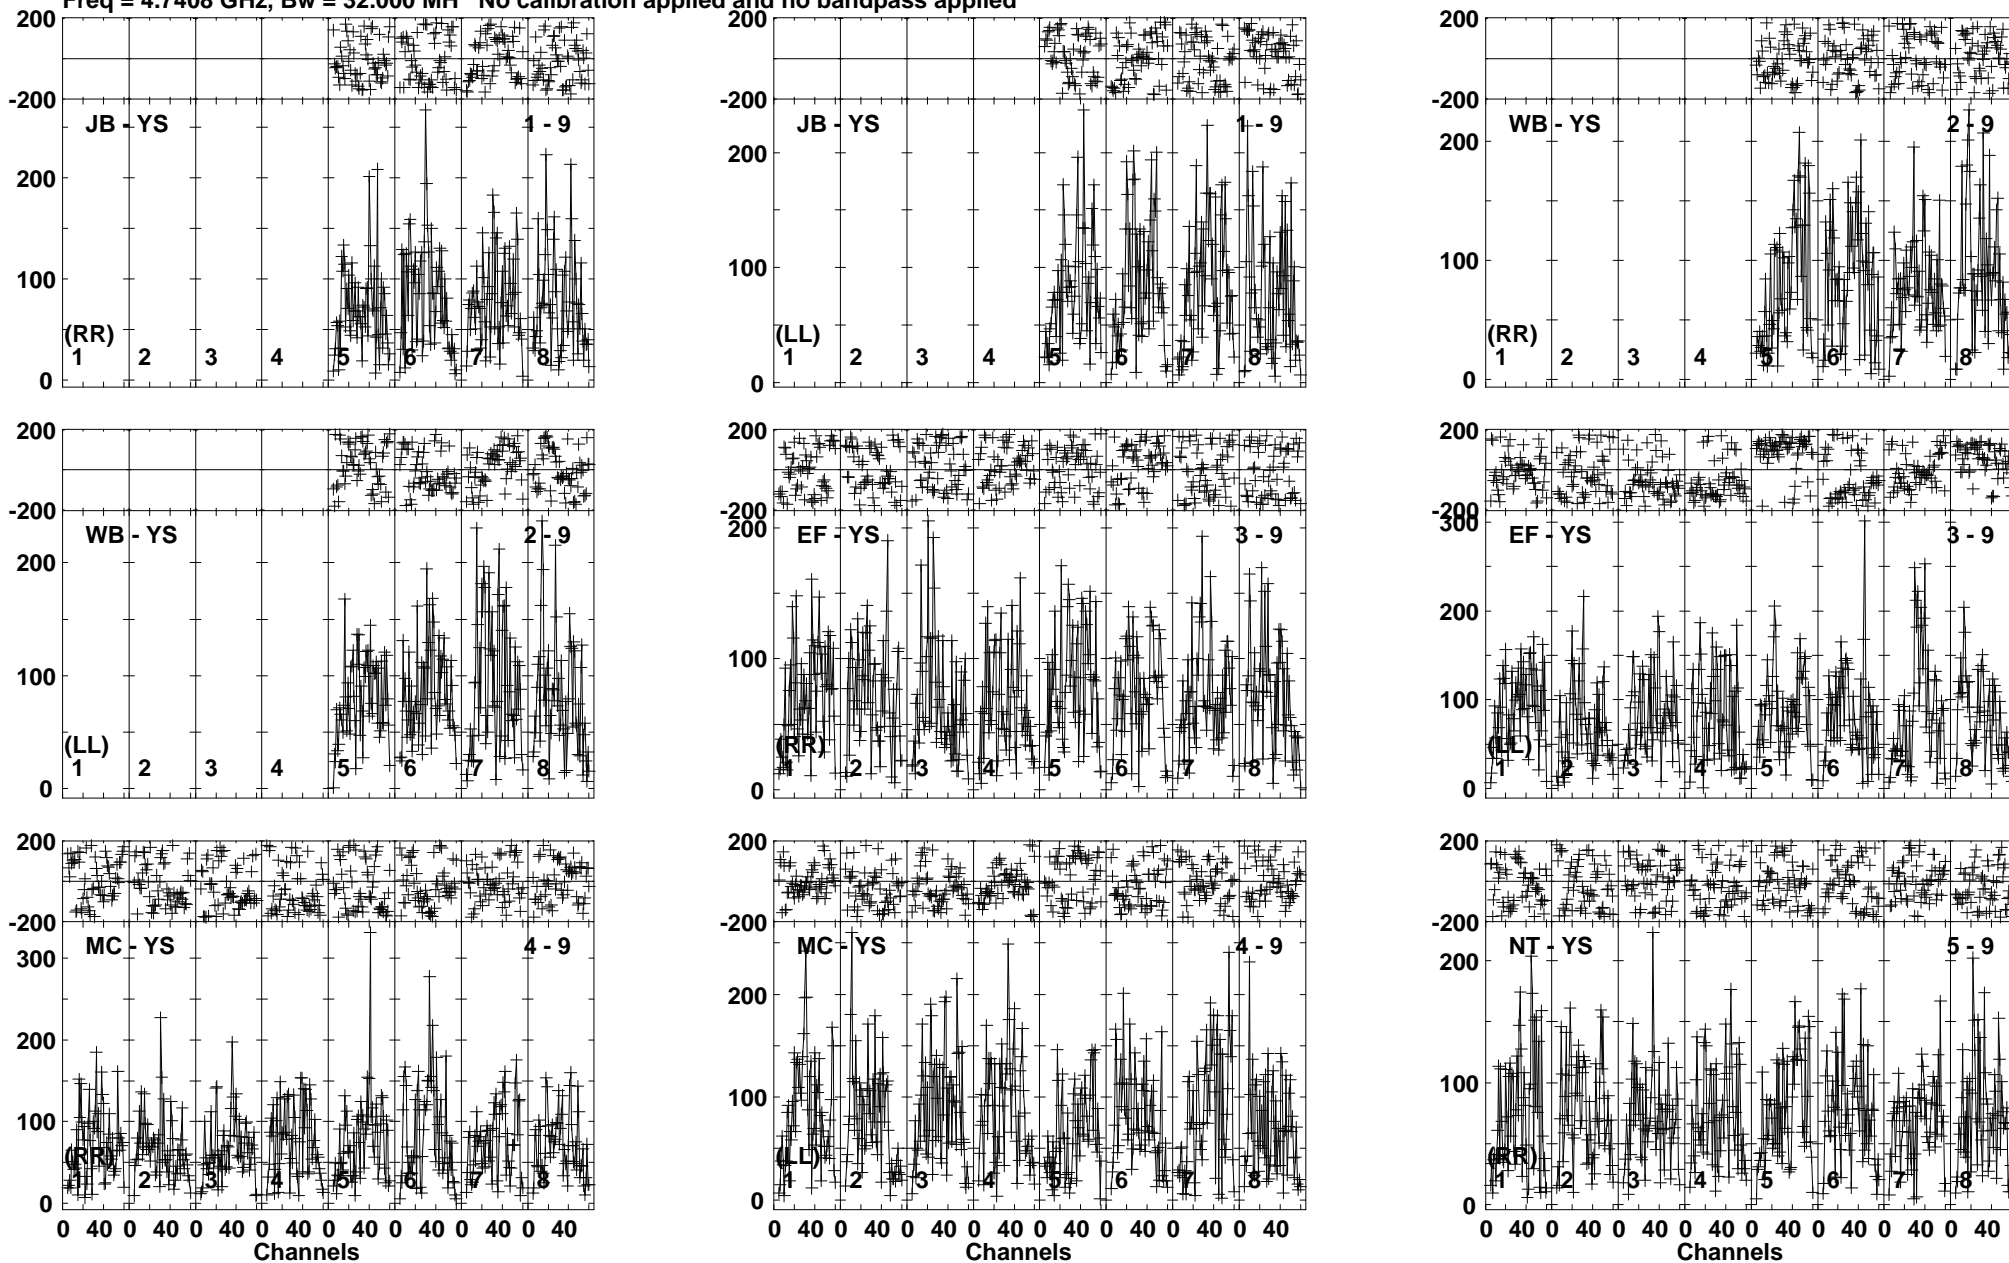 Freq = 4.7408 GHz, Bw = 32.000 MH No calibration applied and no bandpass applied
200 200 200
-200 -200 -200
JB - YS 1 - 9 JB - YS 1 - 9 WB - YS 2 - 9
200 200 200
100 100 100
(RR) (LL) (RR)
1 2 3 4 5 6 7 8 1 2 3 4 5 6 7 8 1 2 3 4 5 6 7 8
0 0 0
200 200 200
-200 -200 -200
WB - YS 2 - 9 EF - YS 3 - 9 EF - YS 3 - 9
200 200 300
100 100 200
100
(LL) (RR) (LL)
1 2 3 4 5 6 7 8 1 2 3 4 5 6 7 8 1 2 3 4 5 6 7 8
0 0 0
200 200 200
-200 -200 -200
MC - YS 4 - 9 MC - YS 4 - 9 NT - YS 5 - 9
300 200 200
200 100 100
100
(RR) (LL) (RR)
1 2 3 4 5 6 7 8 1 2 3 4 5 6 7 8 1 2 3 4 5 6 7 8
0 0 0
0 40 0 40 0 40 0 40 0 40 0 40 0 40 0 40 0 40 0 40 0 40 0 40 0 40 0 40 0 40 0 40 0 40 0 40 0 40 0 40 0 40 0 40 0 40 0 40
Channels Channels Channels